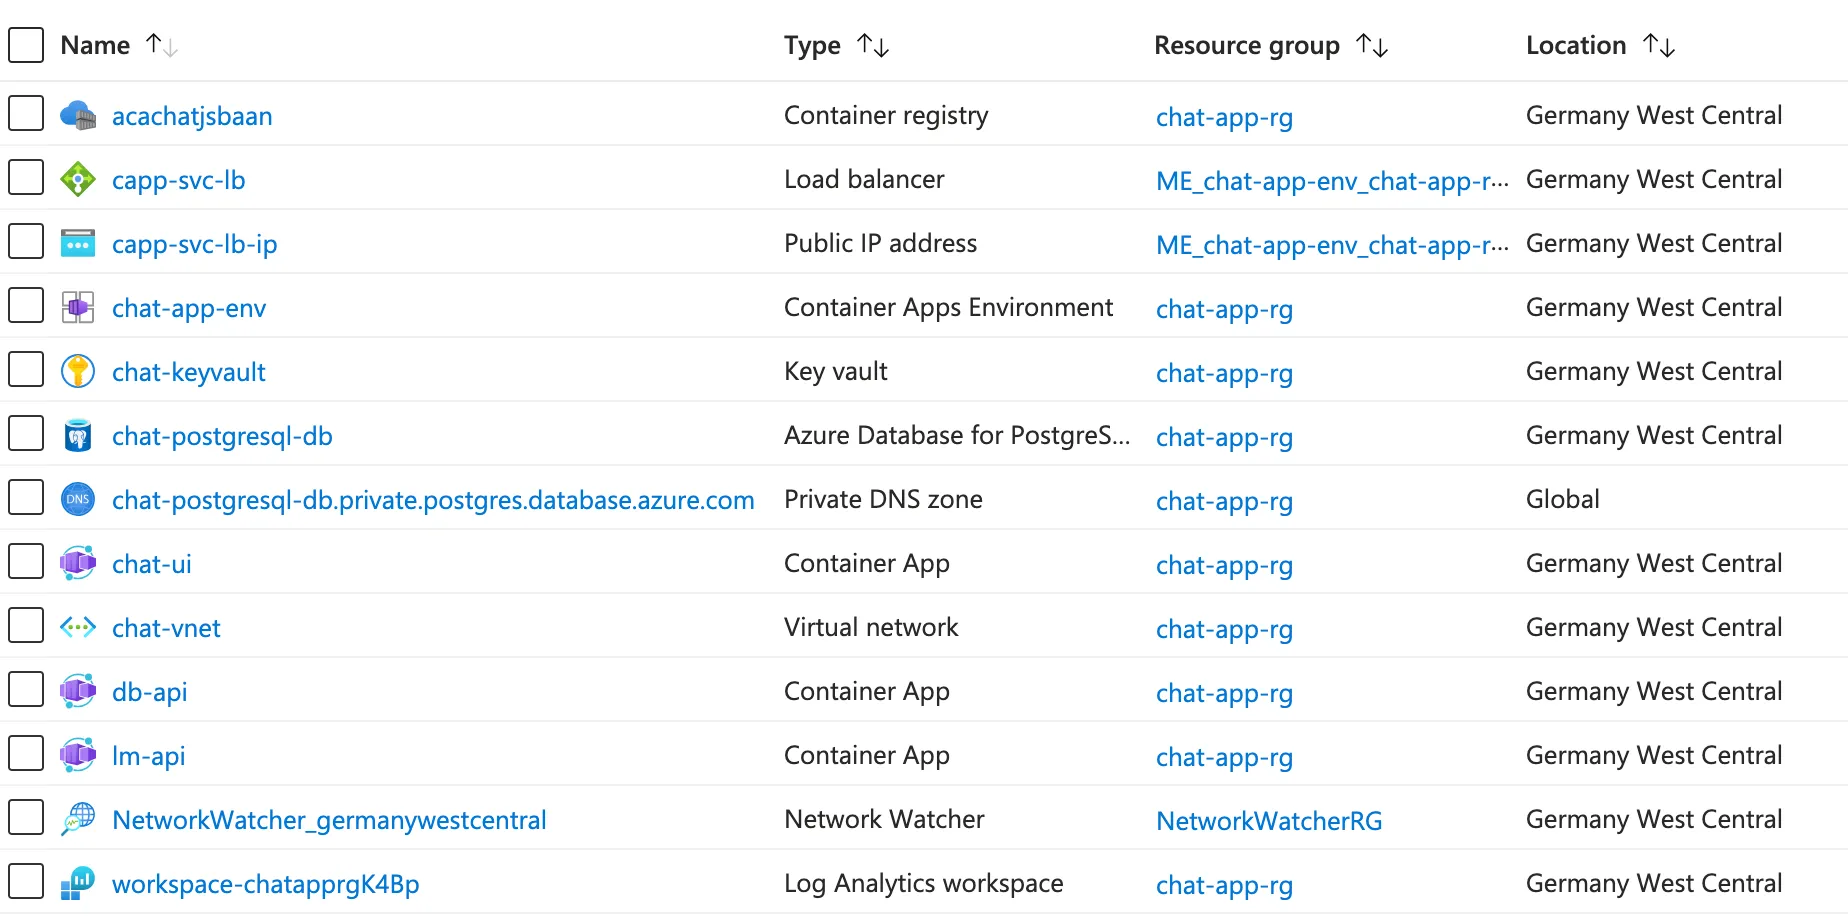 Name ↑↓ Type ↑↓ Resource group ↑↓ Location ↑↓
acachatjsbaan Container registry chat-app-rg Germany West Central
capp-svc-lb Load balancer ME_chat-app-env_chat-app-r... Germany West Central
capp-svc-lb-ip Public IP address ME_chat-app-env_chat-app-r... Germany West Central
chat-app-env Container Apps Environment chat-app-rg Germany West Central
chat-keyvault Key vault chat-app-rg Germany West Central
chat-postgresql-db Azure Database for PostgreS... chat-app-rg Germany West Central
DNS chat-postgresql-db.private.postgres.database.azure.com Private DNS zone chat-app-rg Global
chat-ui Container App chat-app-rg Germany West Central
chat-vnet Virtual network chat-app-rg Germany West Central
db-api Container App chat-app-rg Germany West Central
lm-api Container App chat-app-rg Germany West Central
NetworkWatcher_germanywestcentral Network Watcher NetworkWatcherRG Germany West Central
workspace-chatapprgK4Bp Log Analytics workspace chat-app-rg Germany West Central